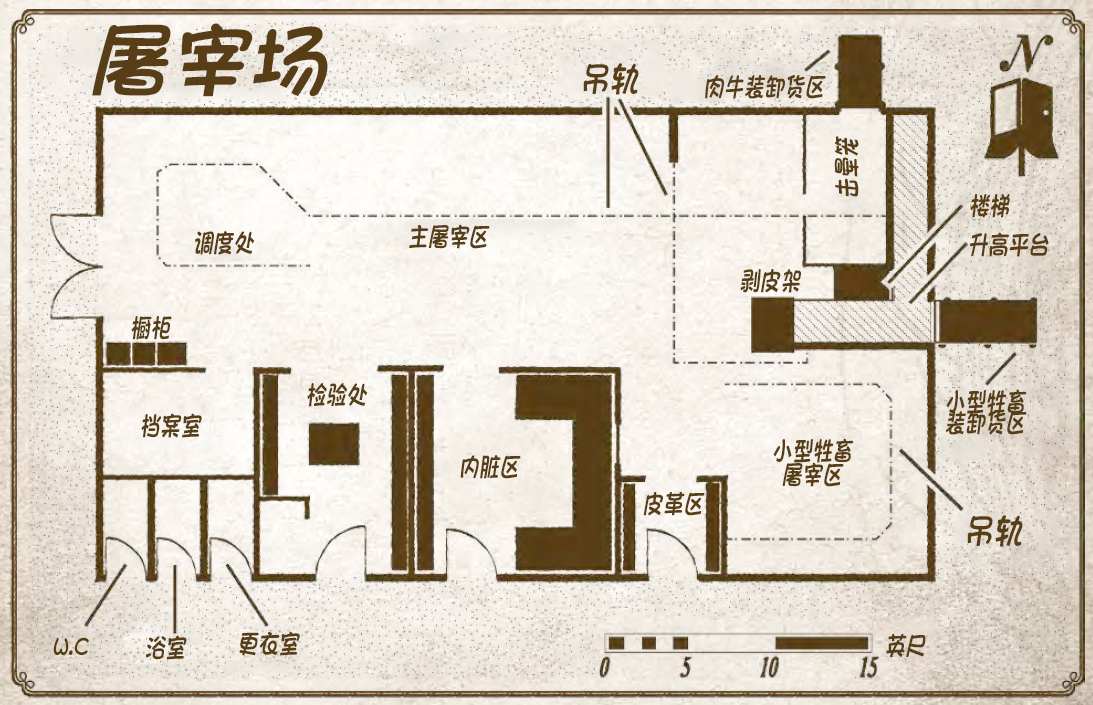 屠宰场
N
吊轨
肉牛装卸货区
击晕笼
楼梯
升高平台
调度处
主屠宰区
剥皮架
橱柜
检验处
档案室
小型牲畜
装卸货区
内脏区
小型牲畜
屠宰区
皮革区
吊轨
W.C
浴室
更衣室
英尺
0 5 10 15